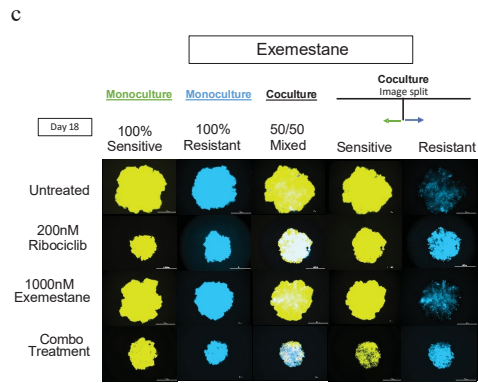 c
Exemestane
Monoculture Monoculture Coculture Coculture
Image split
Day 18
100% Sensitive 100% Resistant 50/50 Mixed Sensitive Resistant
Untreated
200nM
Ribociclib
1000nM
Exemestane
Combo
Treatment